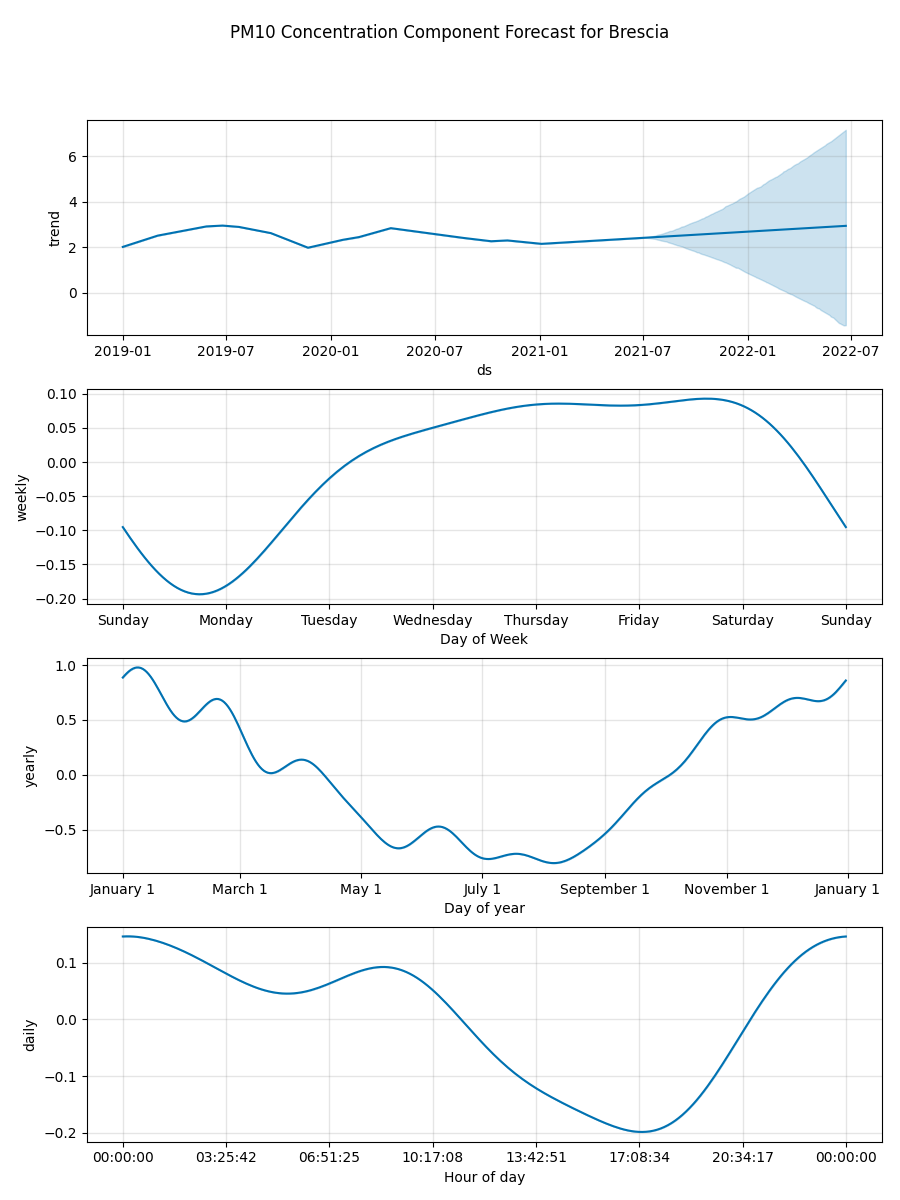 PM10 Concentration Component Forecast for Brescia
6
4
2
0
trend
2019-01 2019-07 2020-01 2020-07 2021-01 2021-07 2022-01 2022-07
ds
0.10
0.05
0.00
−0.05
−0.10
−0.15
−0.20
weekly
Sunday Monday Tuesday Wednesday Thursday Friday Saturday Sunday
Day of Week
1.0
0.5
0.0
−0.5
yearly
January 1 March 1 May 1 July 1 September 1 November 1 January 1
Day of year
0.1
0.0
−0.1
−0.2
daily
00:00:00 03:25:42 06:51:25 10:17:08 13:42:51 17:08:34 20:34:17 00:00:00
Hour of day